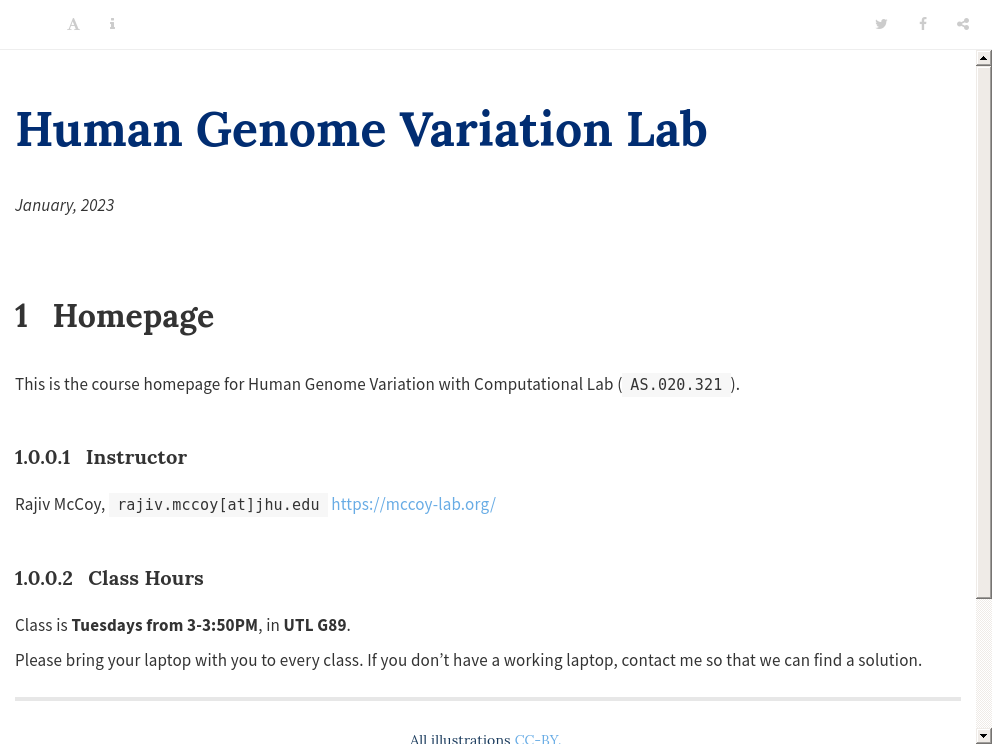 Human Genome Variation Lab
January, 2023
1 Homepage
This is the course homepage for Human Genome Variation with Computational Lab ( AS.020.321 ).
1.0.0.1 Instructor
Rajiv McCoy, rajiv.mccoy[at]jhu.edu https://mccoy-lab.org/
1.0.0.2 Class Hours
Class is Tuesdays from 3-3:50PM, in UTL G89.
Please bring your laptop with you to every class. If you don’t have a working laptop, contact me so that we can find a solution.
All illustrations CC-BY.